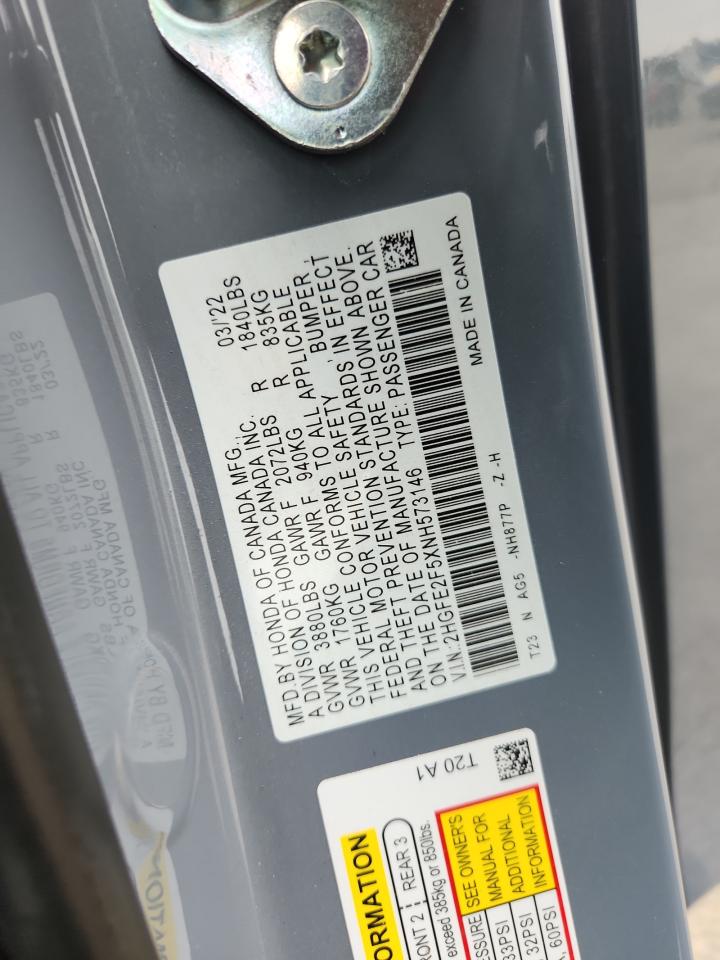 MFD.BY HONDA OF CANADA MFG., 03/'22
A DIVISION OF HONDA CANADA INC.
GVWR 3880LBS GAWR F 2072LBS R 1840LBS
GVWR 1760KG GAWR F 940KG R 835KG
THIS VEHICLE CONFORMS TO ALL APPLICABLE
FEDERAL MOTOR VEHICLE SAFETY, BUMPER,
AND THEFT PREVENTION STANDARDS IN EFFECT
ON THE DATE OF MANUFACTURE SHOWN ABOVE.
V.I.N.:2HGFE2F5XNH573146 TYPE: PASSENGER CAR
T23 N AG5 -NH877P -Z -H MADE IN CANADA
T20 A1
ORMATION
RONT 2 REAR 3
exceed 385kg or 850lbs.
ESSURE SEE OWNER'S
33PSI MANUAL FOR
32PSI ADDITIONAL
, 60PSI INFORMATION